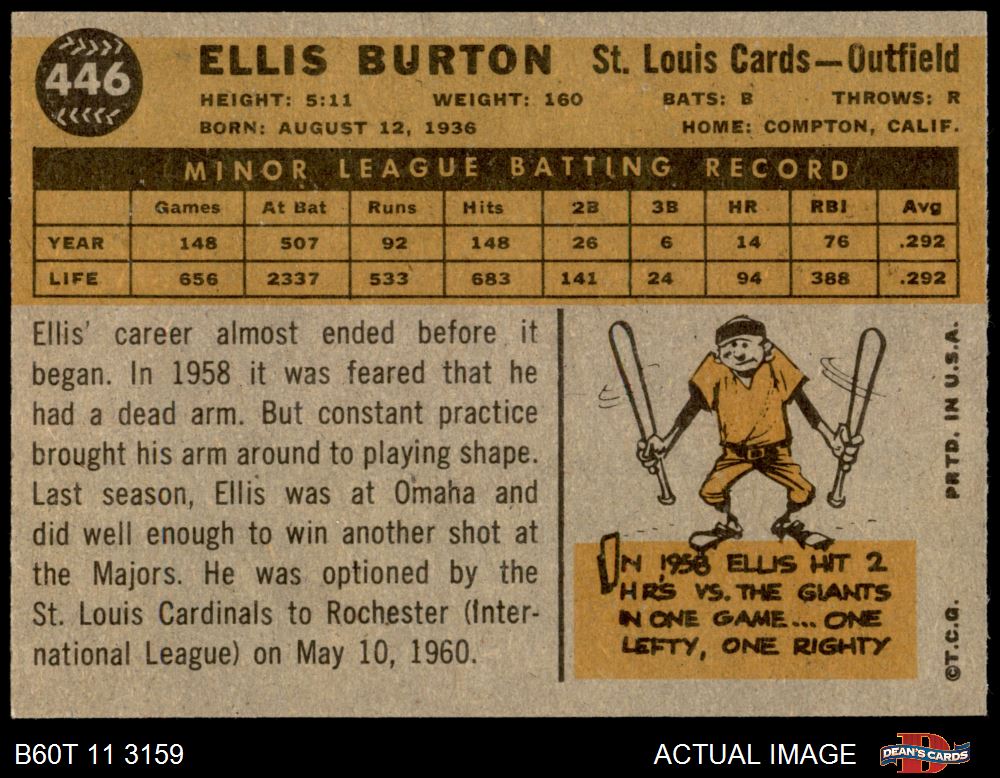 446
ELLIS BURTON St. Louis Cards—Outfield
HEIGHT: 5:11 WEIGHT: 160 BATS: B THROWS: R
BORN: AUGUST 12, 1936 HOME: COMPTON, CALIF.
MINOR LEAGUE BATTING RECORD
Games At Bat Runs Hits 2B 3B HR RBI Avg
YEAR 148 507 92 148 26 6 14 76 .292
LIFE 656 2337 533 683 141 24 94 388 .292
Ellis' career almost ended before it
began. In 1958 it was feared that he
had a dead arm. But constant practice
brought his arm around to playing shape.
Last season, Ellis was at Omaha and
did well enough to win another shot at
the Majors. He was optioned by the
St. Louis Cardinals to Rochester (Inter-
national League) on May 10, 1960.
IN 1958 ELLIS HIT 2
HRS VS. THE GIANTS
IN ONE GAME... ONE
LEFTY, ONE RIGHTY
©T.C.G. PRTD. IN U.S.A.
B60T 11 3159 ACTUAL IMAGE DEAN'S CARDS